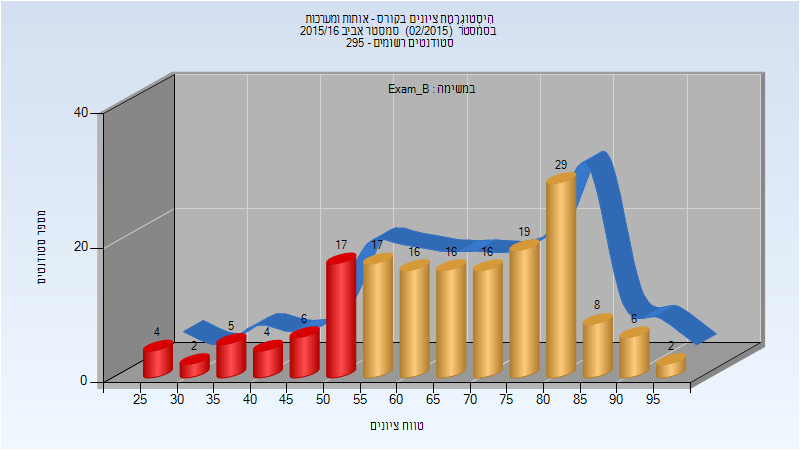 היסטוגרמת ציונים בקורס - אותות ומערכות
בסמסטר (02/2015) סמסטר אביב 2015/16
סטודנטים רשומים - 295
במשימה : Exam_B
מספר סטודנטים
40
20
0
4
2
5
4
6
17
17
16
16
16
19
29
8
6
2
25 30 35 40 45 50 55 60 65 70 75 80 85 90 95
טווח ציונים